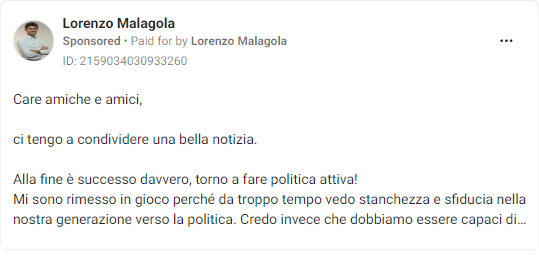 Lorenzo Malagola
Sponsored • Paid for by Lorenzo Malagola
ID: 2159034030933260
Care amiche e amici,
ci tengo a condividere una bella notizia.
Alla fine è successo davvero, torno a fare politica attiva!
Mi sono rimesso in gioco perché da troppo tempo vedo stanchezza e sfiducia nella
nostra generazione verso la politica. Credo invece che dobbiamo essere capaci di...